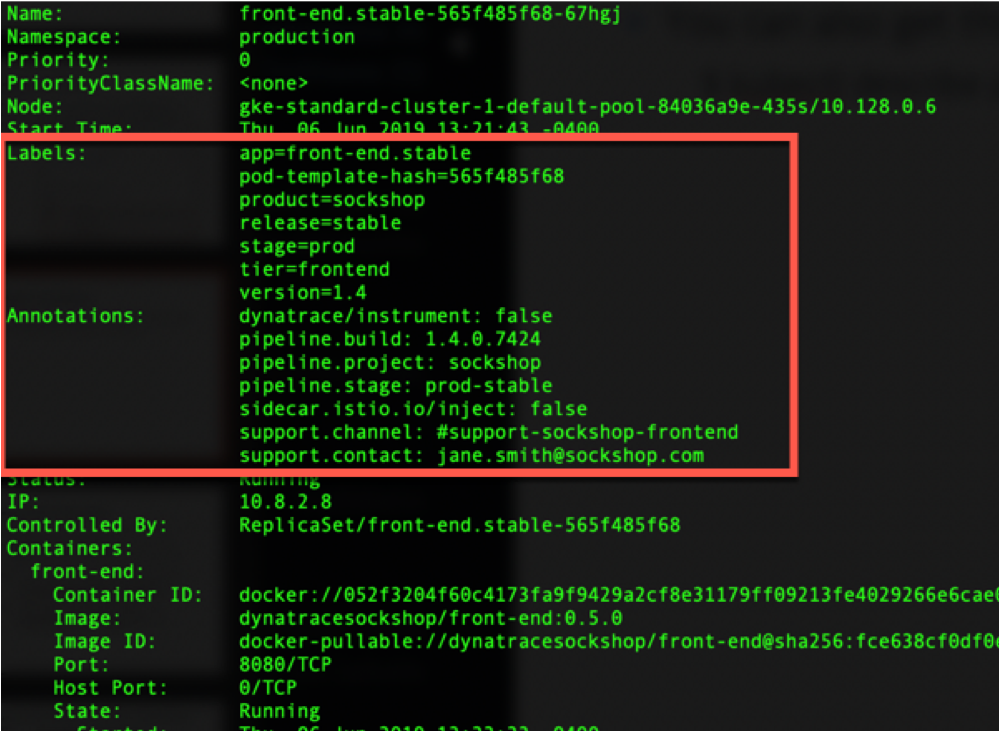 Name: front-end.stable-565f485f68-67hgj
Namespace: production
Priority: 0
PriorityClassName: <none>
Node: gke-standard-cluster-1-default-pool-84036a9e-435s/10.128.0.6
Start Time: Thu, 06 Jun 2019 13:21:43 -0400
Labels: app=front-end.stable
pod-template-hash=565f485f68
product=sockshop
release=stable
stage=prod
tier=frontend
version=1.4
Annotations: dynatrace/instrument: false
pipeline.build: 1.4.0.7424
pipeline.project: sockshop
pipeline.stage: prod-stable
sidecar.istio.io/inject: false
support.channel: #support-sockshop-frontend
support.contact: jane.smith@sockshop.com
Status: Running
IP: 10.8.2.8
Controlled By: ReplicaSet/front-end.stable-565f485f68
Containers:
front-end:
Container ID: docker://052f3204f60c4173fa9f9429a2cf8e31179ff09213fe4029266e6cae
Image: dynatracesockshop/front-end:0.5.0
Image ID: docker-pullable://dynatracesockshop/front-end@sha256:fce638cf0df0
Port: 8080/TCP
Host Port: 0/TCP
State: Running
Started: Thu, 06 Jun 2019